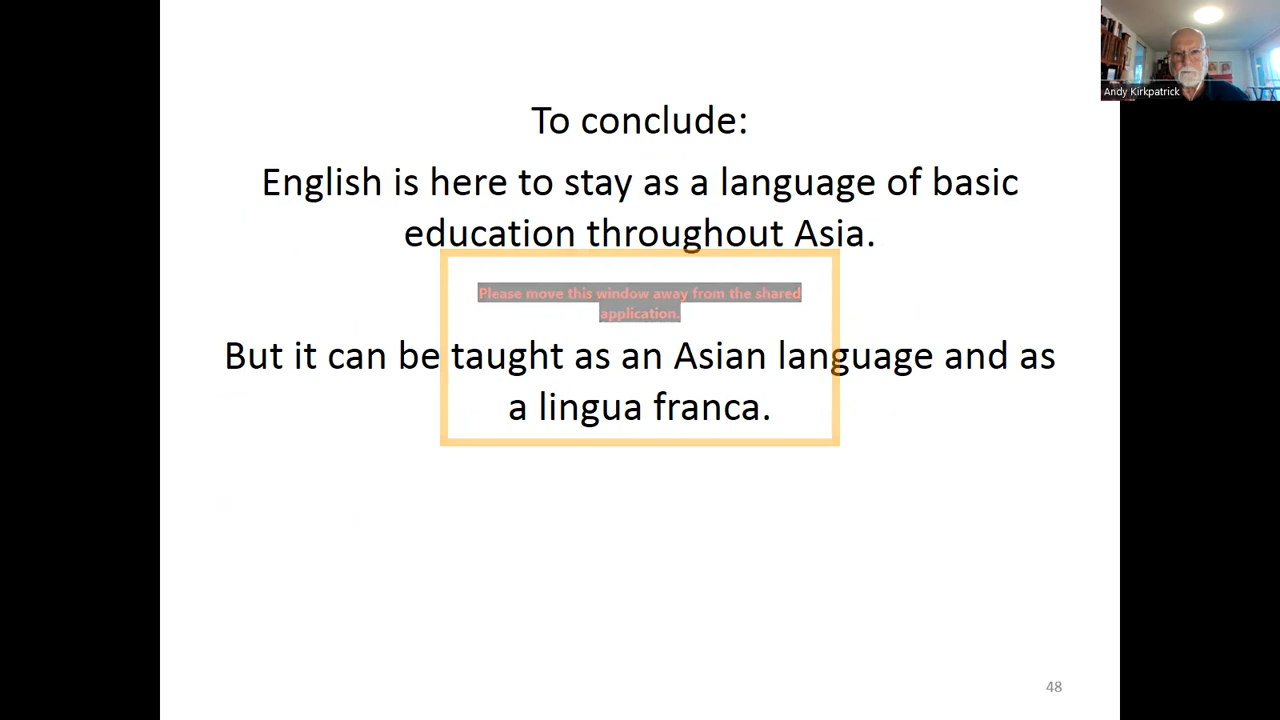 Andy Kirkpatrick
To conclude:
English is here to stay as a language of basic
education throughout Asia.
Please move this window away from the shared
application.
But it can be taught as an Asian language and as
a lingua franca.
48